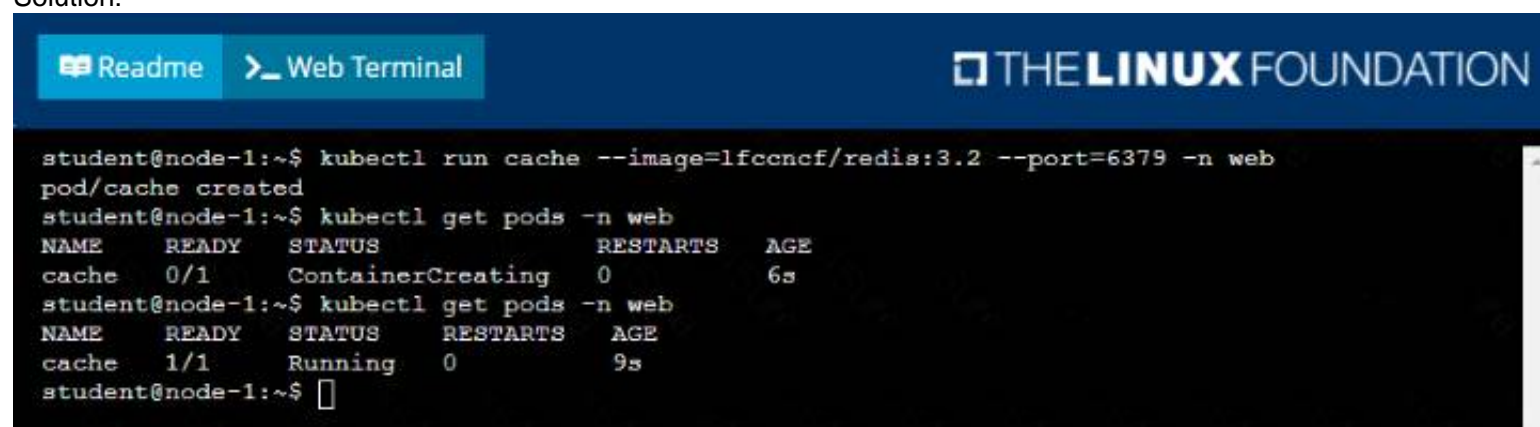 Solution:
Readme >_ Web Terminal THE LINUX FOUNDATION
student@node-1:~$ kubectl run cache --image=lfccncf/redis:3.2 --port=6379 -n web
pod/cache created
student@node-1:~$ kubectl get pods -n web
NAME READY STATUS RESTARTS AGE
cache 0/1 ContainerCreating 0 6s
student@node-1:~$ kubectl get pods -n web
NAME READY STATUS RESTARTS AGE
cache 1/1 Running 0 9s
student@node-1:~$